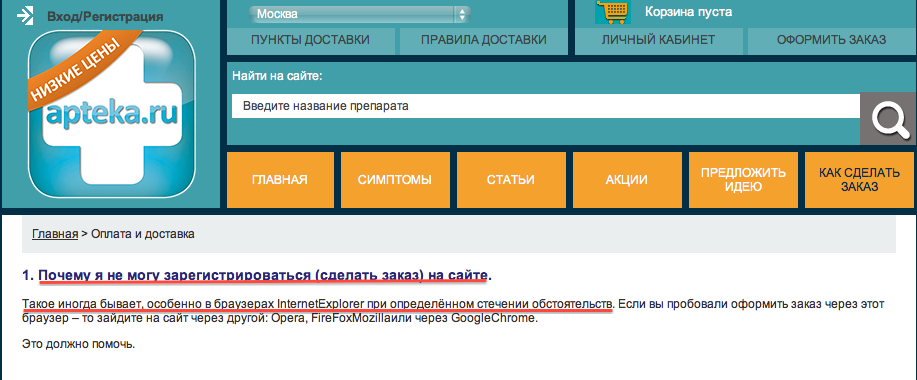 Вход/Регистрация
Москва
Корзина пуста
ПУНКТЫ ДОСТАВКИ
ПРАВИЛА ДОСТАВКИ
ЛИЧНЫЙ КАБИНЕТ
ОФОРМИТЬ ЗАКАЗ
НИЗКИЕ ЦЕНЫ
apteka.ru
Найти на сайте:
Введите название препарата
ГЛАВНАЯ
СИМПТОМЫ
СТАТЬИ
АКЦИИ
ПРЕДЛОЖИТЬ
ИДЕЮ
КАК СДЕЛАТЬ
ЗАКАЗ
Главная > Оплата и доставка
1. Почему я не могу зарегистрироваться (сделать заказ) на сайте.
Такое иногда бывает, особенно в браузерах InternetExplorer при определённом стечении обстоятельств. Если вы пробовали оформить заказ через этот
браузер – то зайдите на сайт через другой: Opera, FireFoxMozillaили через GoogleChrome.
Это должно помочь.